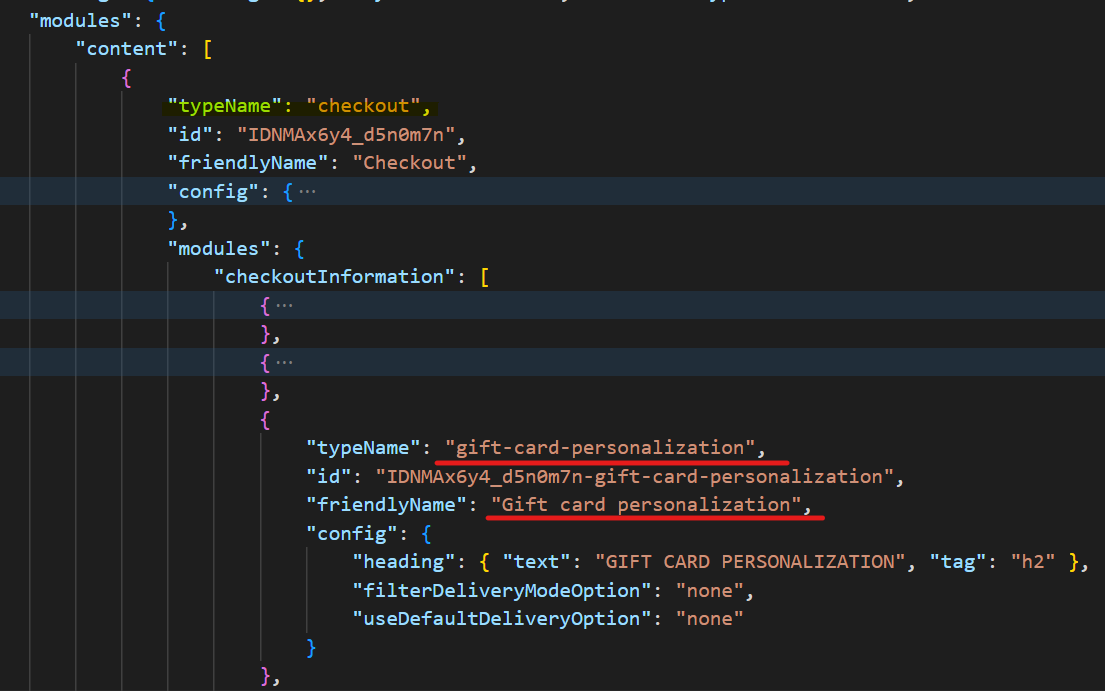 "modules": {
"content": [
{
"typeName": "checkout",
"id": "IDNMAx6y4_d5n0m7n",
"friendlyName": "Checkout",
"config": { ···
},
"modules": {
"checkoutInformation": [
{ ···
},
{ ···
},
{
"typeName": "gift-card-personalization",
"id": "IDNMAx6y4_d5n0m7n-gift-card-personalization",
"friendlyName": "Gift card personalization",
"config": {
"heading": { "text": "GIFT CARD PERSONALIZATION", "tag": "h2" },
"filterDeliveryModeOption": "none",
"useDefaultDeliveryOption": "none"
}
},